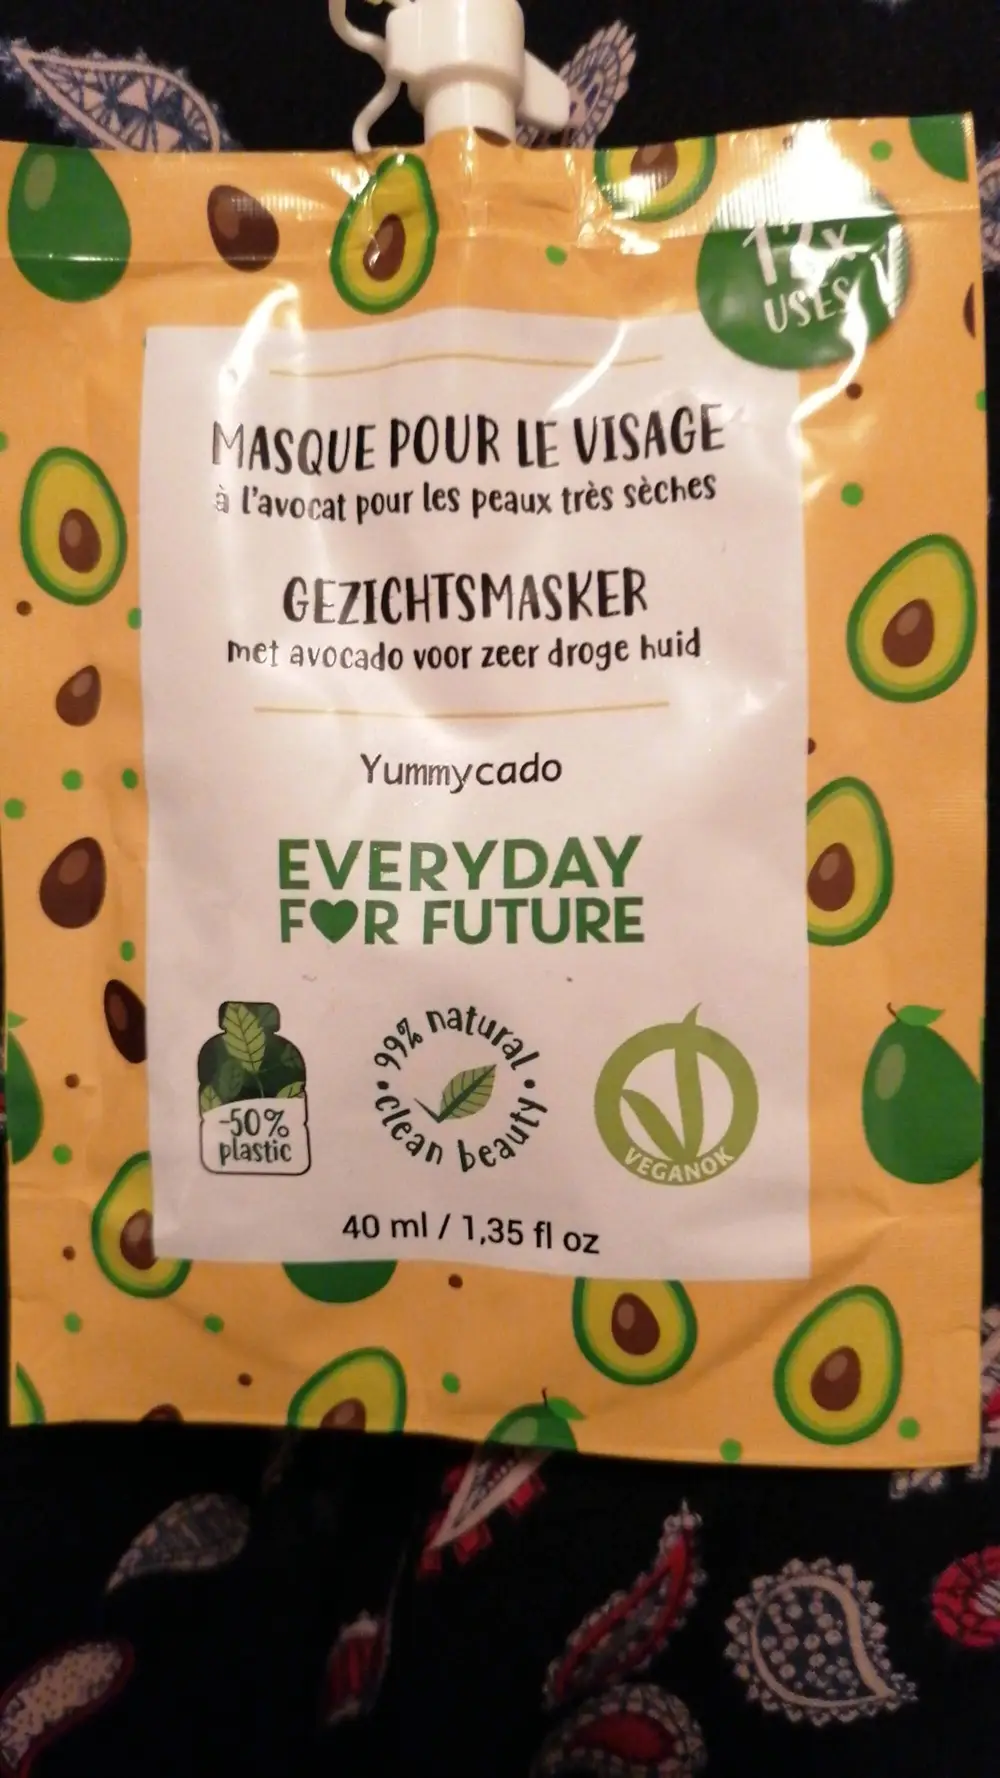 12x
USES
MASQUE POUR LE VISAGE
à l'avocat pour les peaux très sèches
GEZICHTSMASKER
met avocado voor zeer droge huid
Yummycado
EVERYDAY
F♥R FUTURE
-50%
plastic
99% natural
clean beauty
VEGANOK
40 ml / 1,35 fl oz